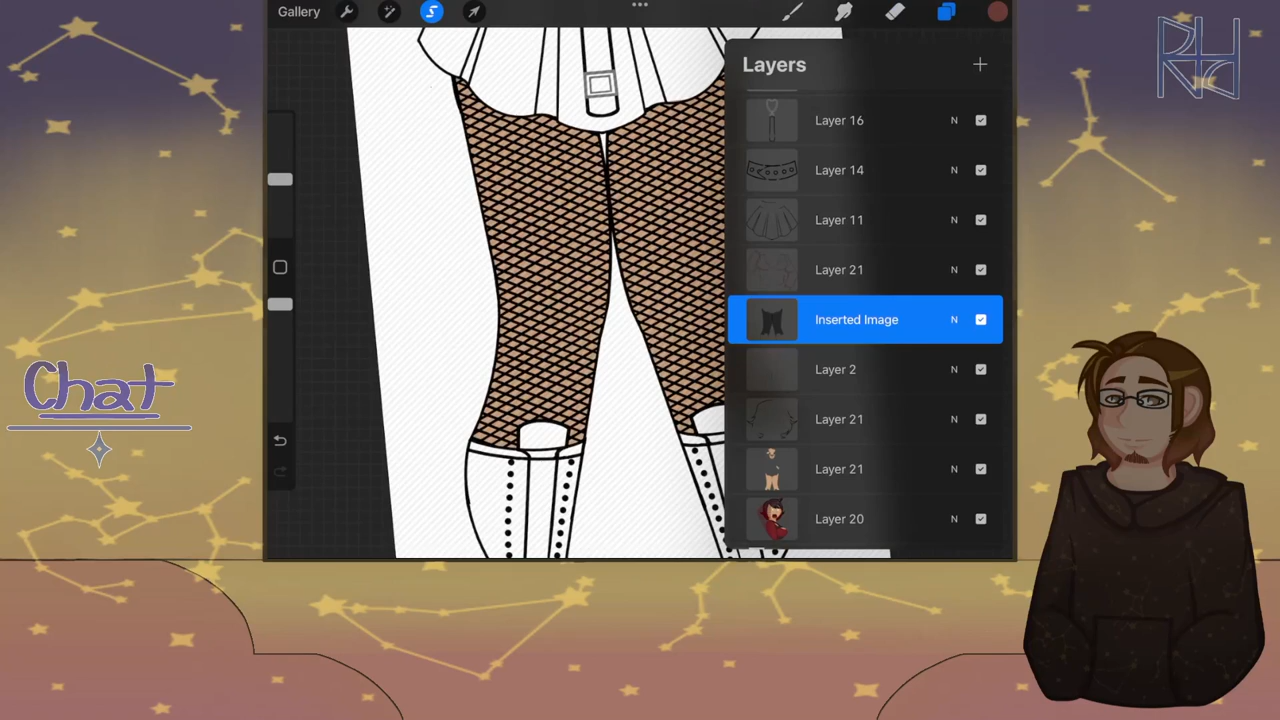 Gallery
Layers
Layer 16 N
Layer 14 N
Layer 11 N
Layer 21 N
Inserted Image N
Layer 2 N
Layer 21 N
Layer 21 N
Layer 20 N
Chat